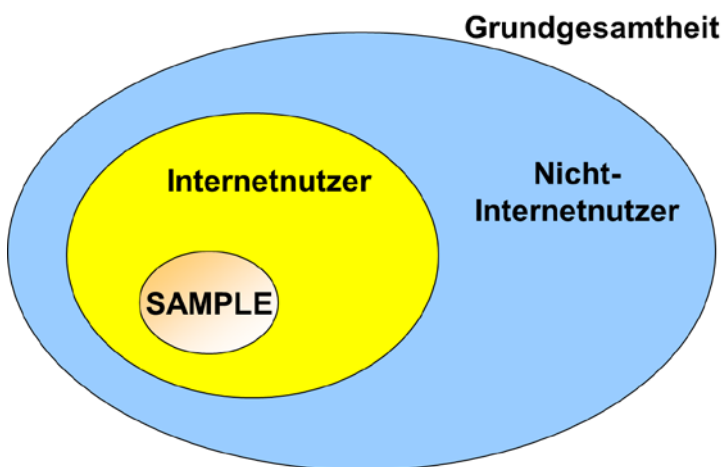 Grundgesamtheit
Internetnutzer
Nicht-
Internetnutzer
SAMPLE